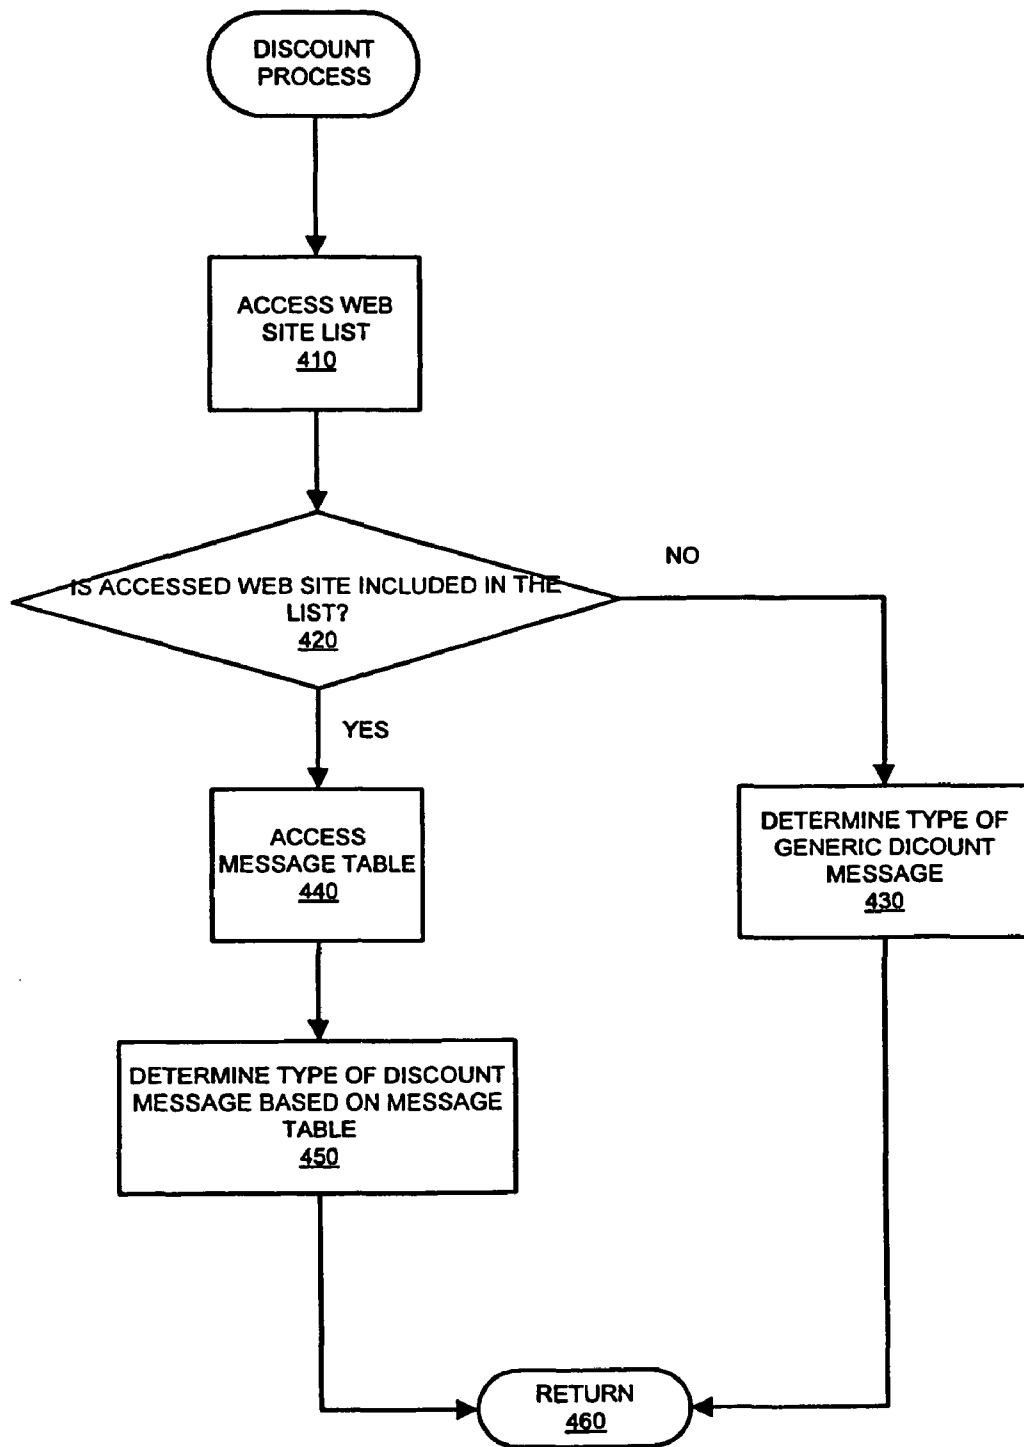 DISCOUNT
PROCESS
ACCESS WEB
SITE LIST
410
IS ACCESSED WEB SITE INCLUDED IN THE
LIST?
420
NO
YES
ACCESS
MESSAGE TABLE
440
DETERMINE TYPE OF
GENERIC DICOUNT
MESSAGE
430
DETERMINE TYPE OF DISCOUNT
MESSAGE BASED ON MESSAGE
TABLE
450
RETURN
460